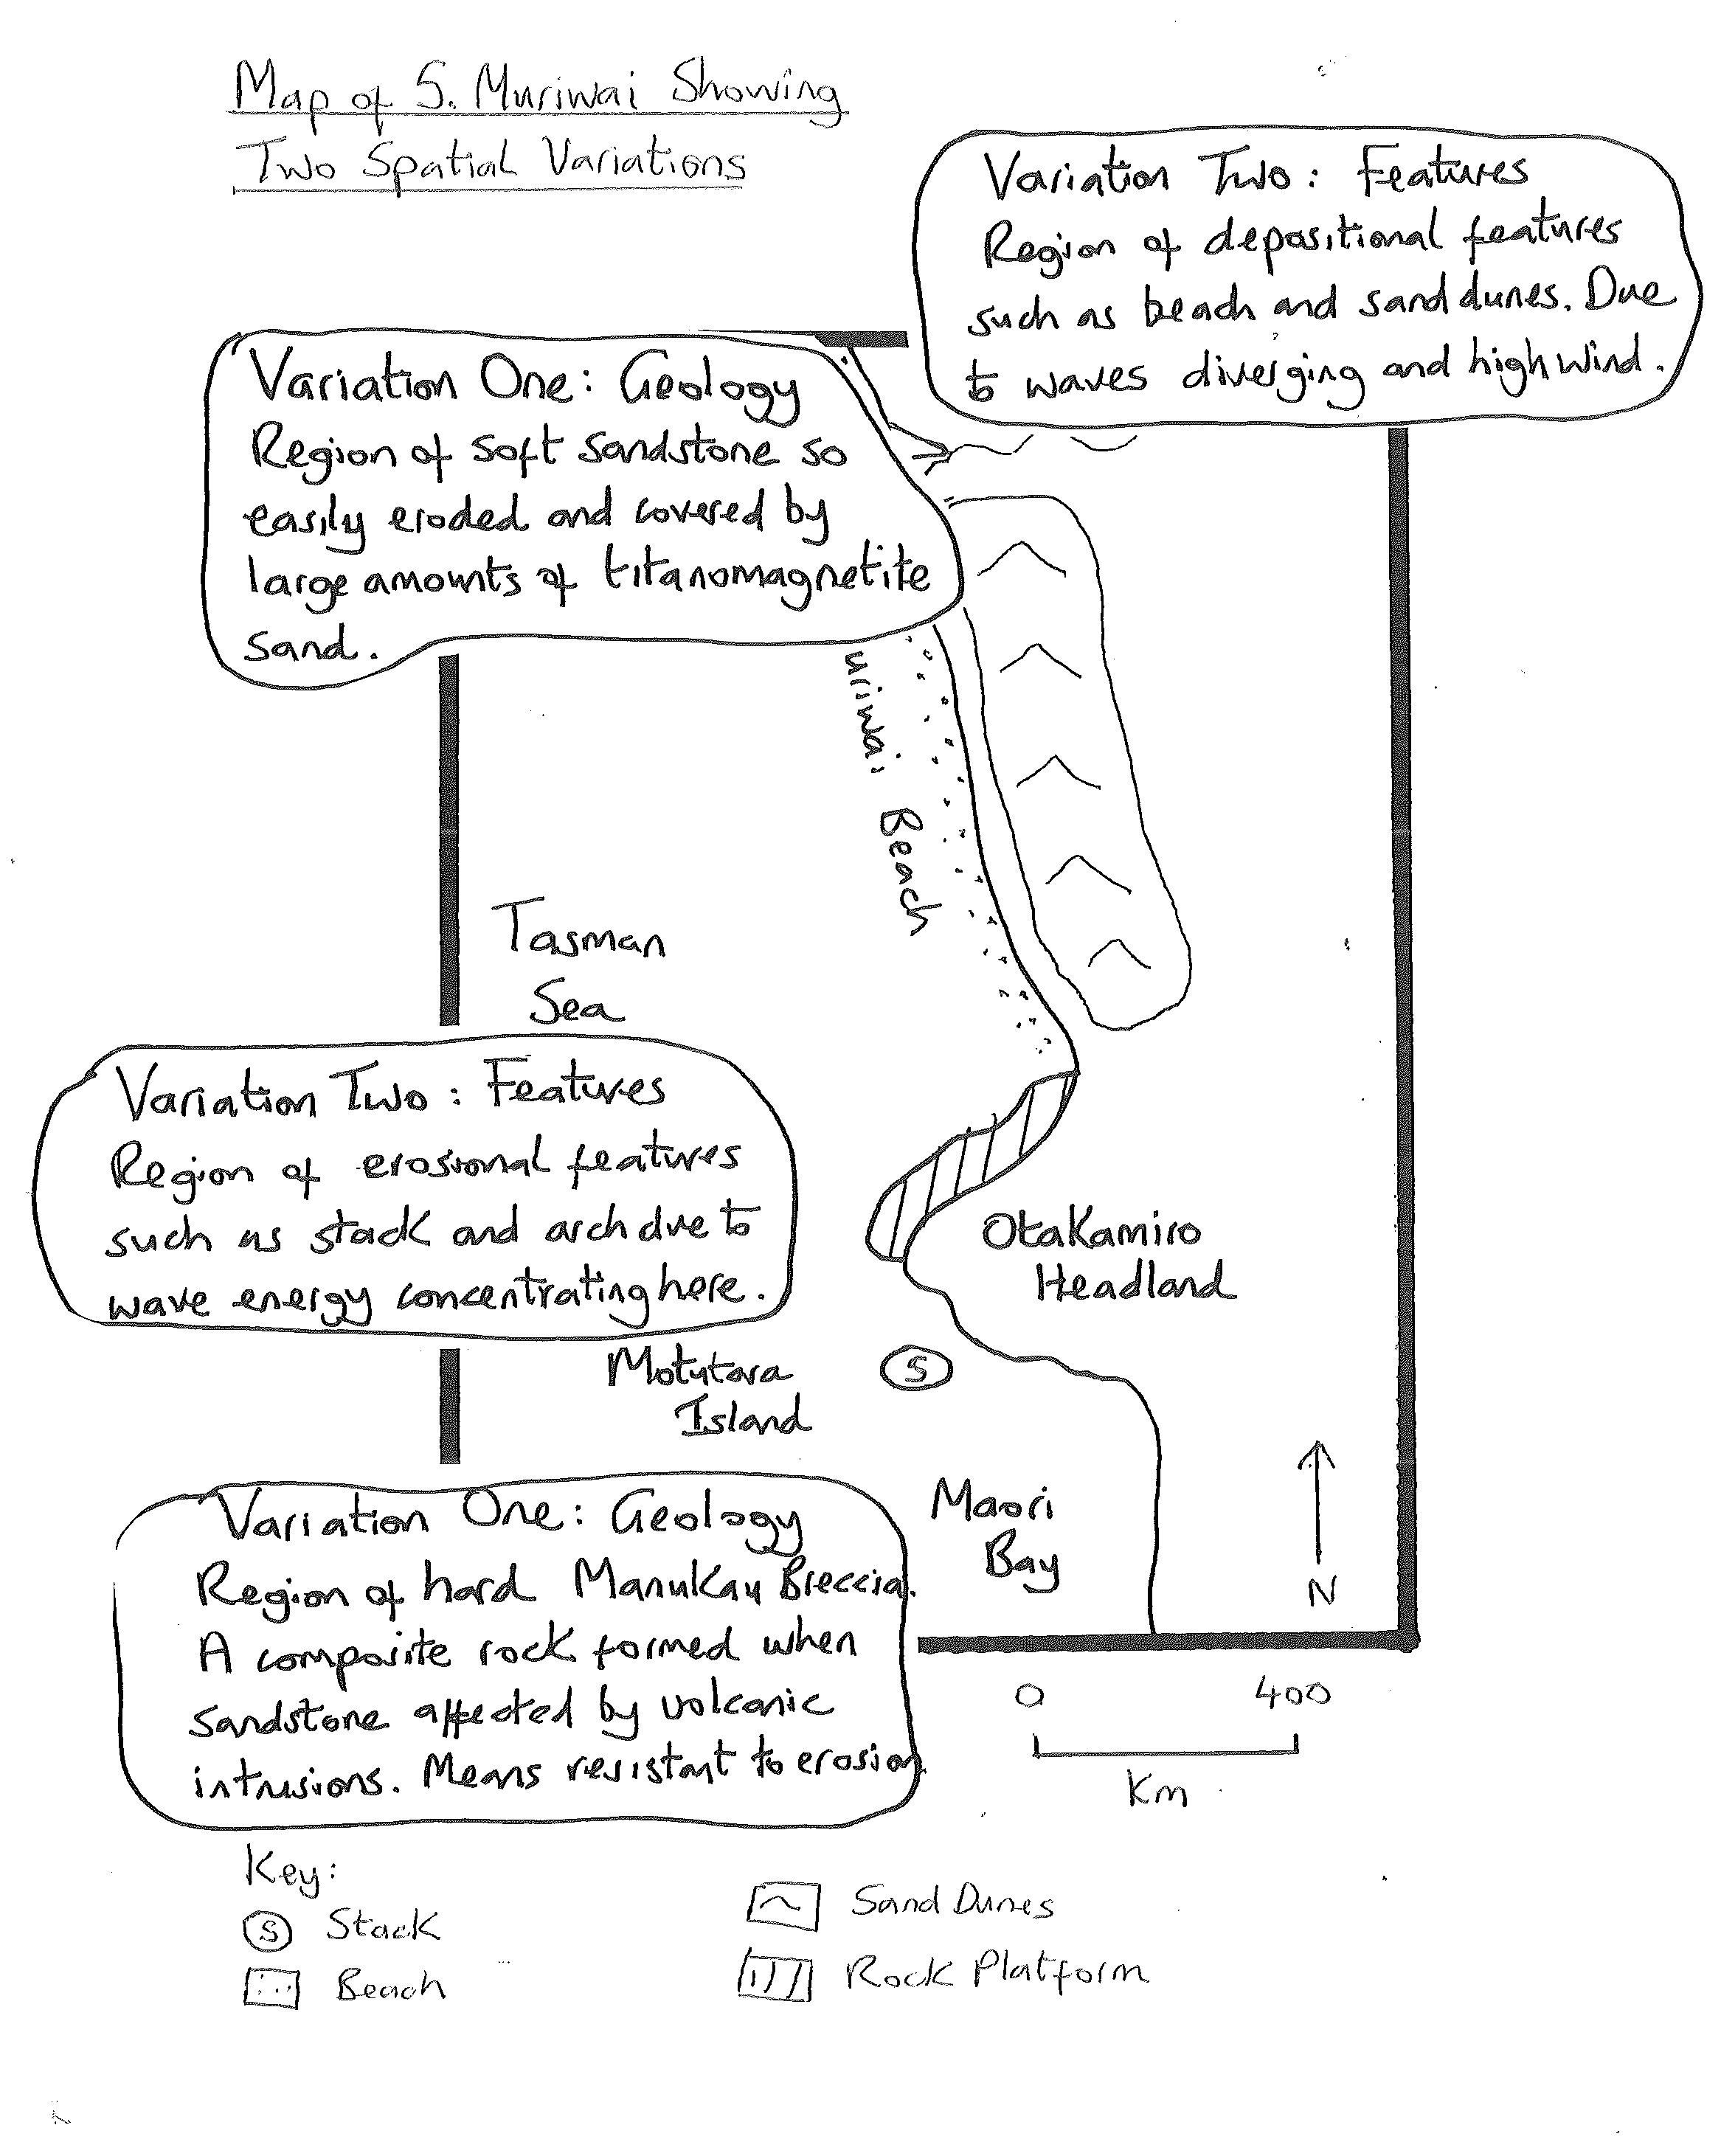 Map of S. Muriwai Showing
Two Spatial Variations
Variation Two: Features
Region of depositional features
such as beach and sand dunes. Due
to waves diverging and high wind.
Variation One: Geology
Region of soft sandstone so
easily eroded and covered by
large amounts of titanomagnetite
sand.
uriwai Beach
Tasman
Sea
Variation Two: Features
Region of erosional features
such as stack and arch due to
wave energy concentrating here.
Otakamiro
Headland
Motutara
Island
S
Maori
Bay
N
Variation One: Geology
Region of hard Manukau Breccia.
A composite rock formed when
sandstone affected by volcanic
intrusions. Means resistant to erosion.
0 400
Km
Key:
S Stack
Beach
Sand Dunes
Rock Platform